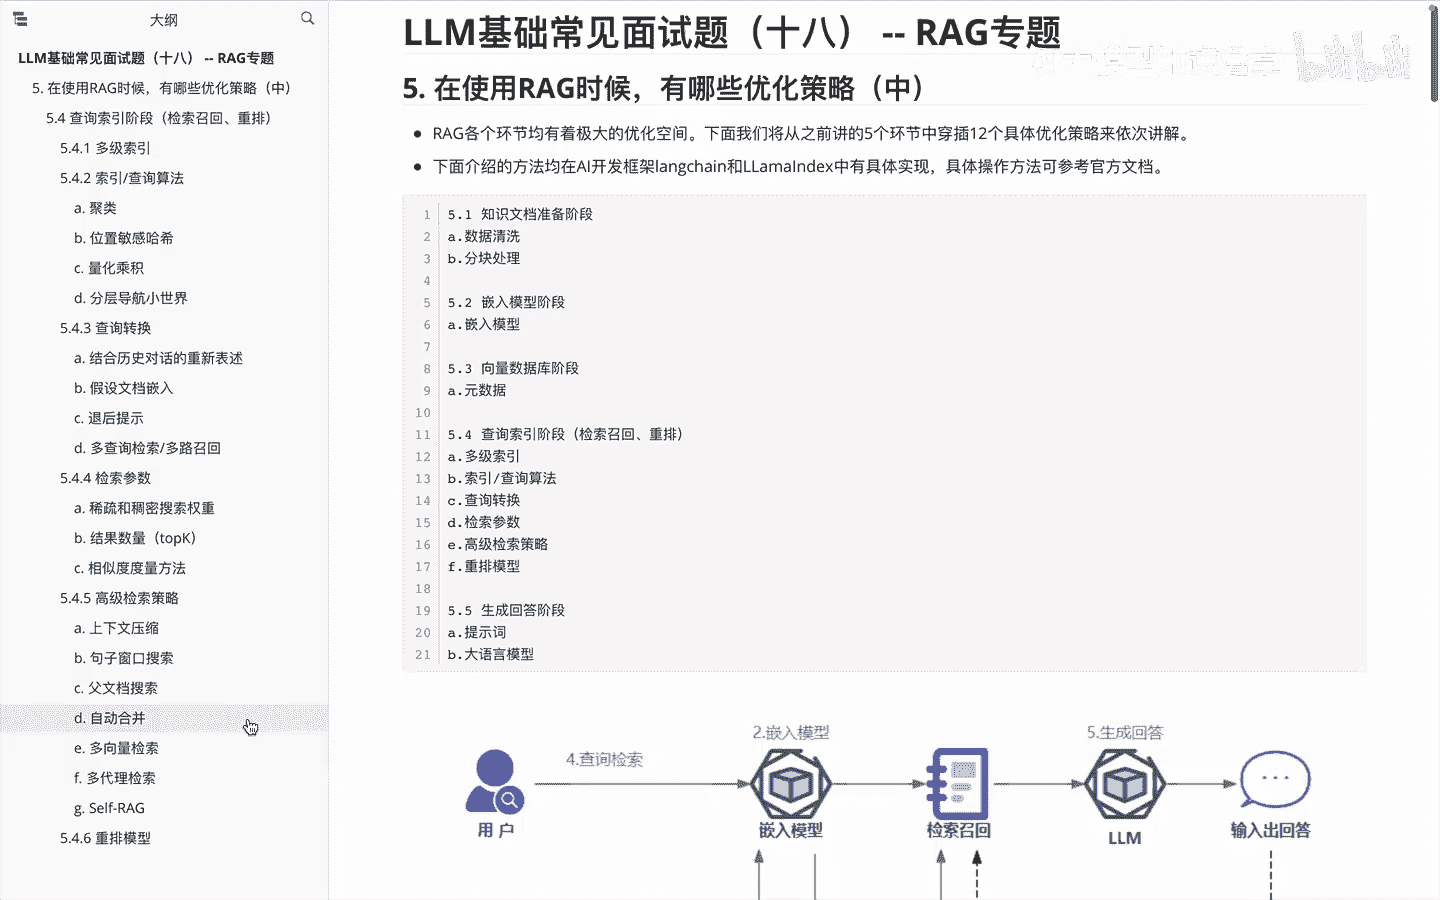 大纲
LLM基础常见面试题（十八） -- RAG专题
5. 在使用RAG时候，有哪些优化策略（中）
5.4 查询索引阶段（检索召回、重排）
5.4.1 多级索引
5.4.2 索引/查询算法
a. 聚类
b. 位置敏感哈希
c. 量化乘积
d. 分层导航小世界
5.4.3 查询转换
a. 结合历史对话的重新表述
b. 假设文档嵌入
c. 退后提示
d. 多查询检索/多路召回
5.4.4 检索参数
a. 稀疏和稠密搜索权重
b. 结果数量（topK）
c. 相似度度量方法
5.4.5 高级检索策略
a. 上下文压缩
b. 句子窗口搜索
c. 父文档搜索
d. 自动合并
e. 多向量检索
f. 多代理检索
g. Self-RAG
5.4.6 重排模型
LLM基础常见面试题（十八） -- RAG专题
bilibili
5. 在使用RAG时候，有哪些优化策略（中）
● RAG各个环节均有着极大的优化空间。下面我们将从之前讲的5个环节中穿插12个具体优化策略来依次讲解。
● 下面介绍的方法均在AI开发框架langchain和LLamaIndex中有具体实现，具体操作方法可参考官方文档。
1 5.1 知识文档准备阶段
2 a.数据清洗
3 b.分块处理
4
5 5.2 嵌入模型阶段
6 a.嵌入模型
7
8 5.3 向量数据库阶段
9 a.元数据
10
11 5.4 查询索引阶段（检索召回、重排）
12 a.多级索引
13 b.索引/查询算法
14 c.查询转换
15 d.检索参数
16 e.高级检索策略
17 f.重排模型
18
19 5.5 生成回答阶段
20 a.提示词
21 b.大语言模型
2.嵌入模型
5.生成回答
4.查询检索
用户
嵌入模型
检索召回
LLM
输入出回答